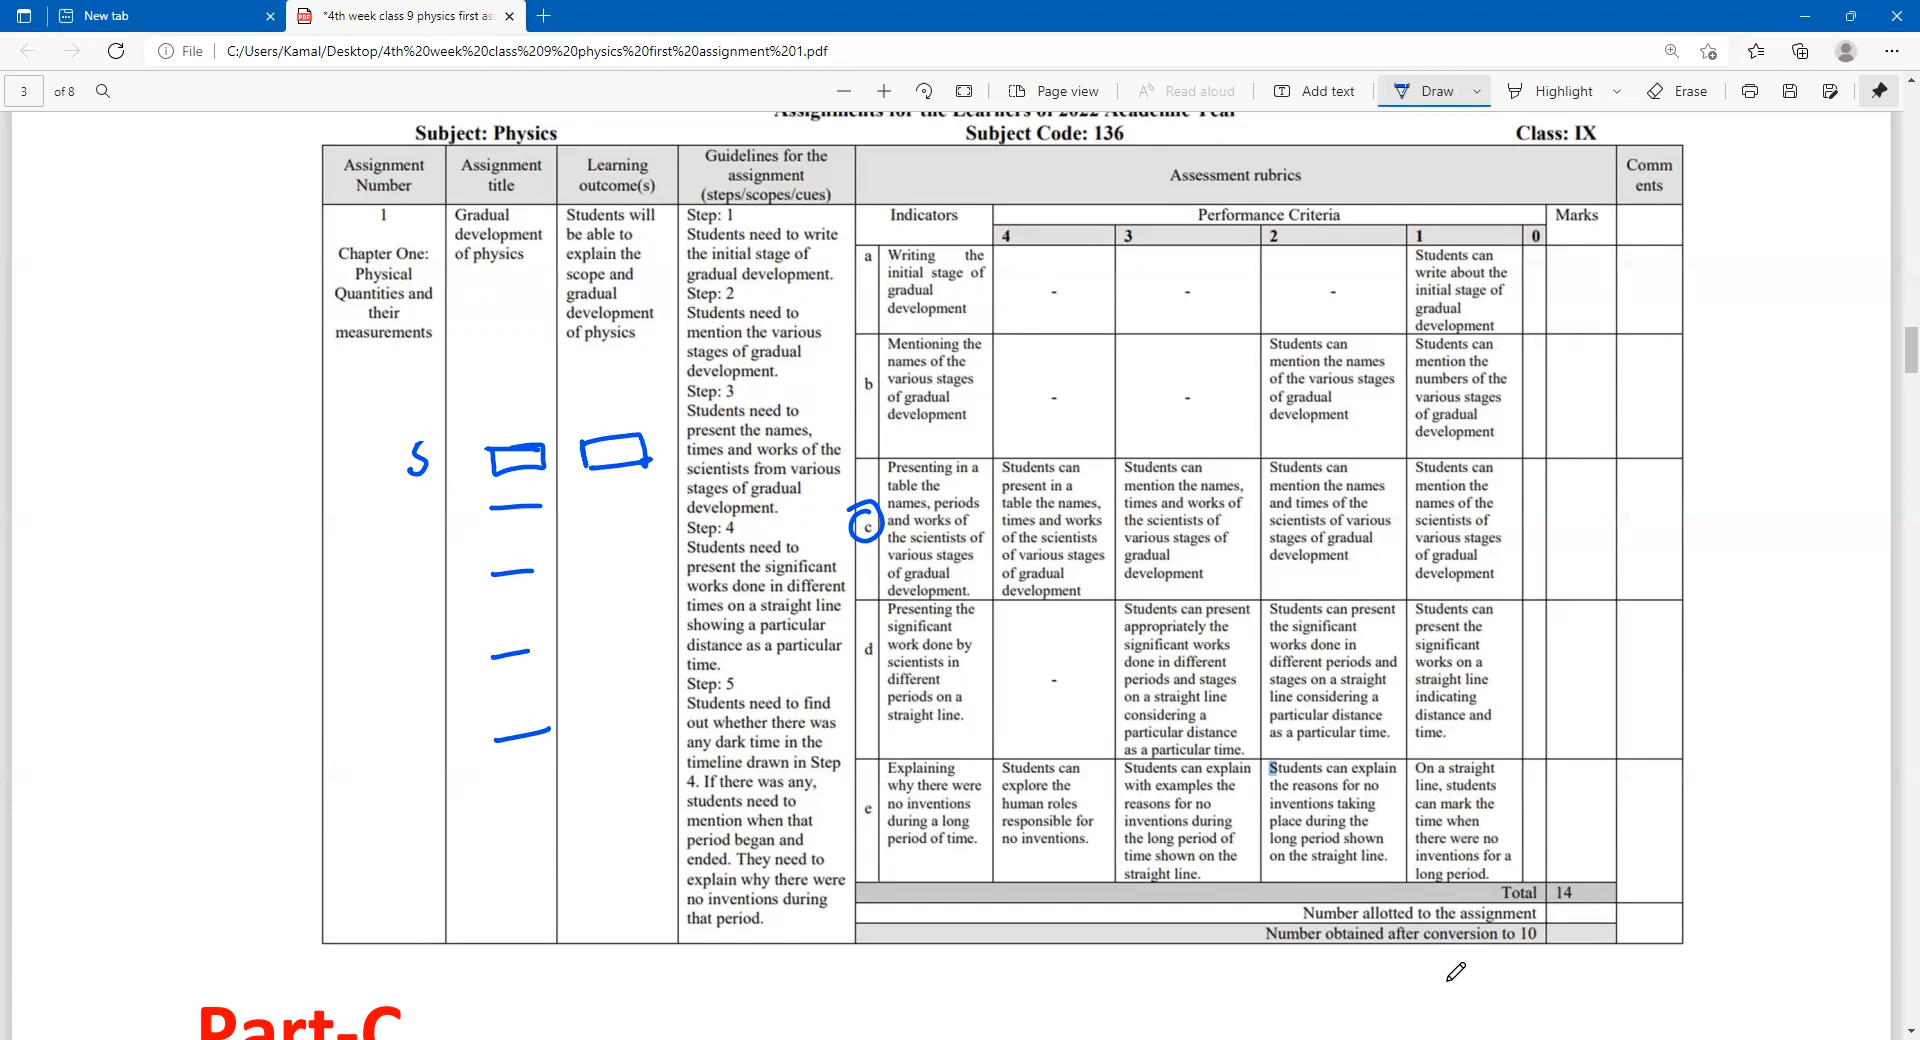 New tab
*4th week class 9 physics first as
File
C:/Users/Kamal/Desktop/4th%20week%20class%209%20physics%20first%20assignment%201.pdf
3
of 8
Page view
Read aloud
Add text
Draw
Highlight
Erase
Assignments for the Learners of 2022 Academic Year
Subject: Physics
Subject Code: 136
Class: IX
Assignment
Number
Assignment
title
Learning
outcome(s)
Guidelines for the
assignment
(steps/scopes/cues)
Assessment rubrics
Comm
ents
1
Chapter One:
Physical
Quantities and
their
measurements
Gradual
development
of physics
Students will
be able to
explain the
scope and
gradual
development
of physics
Step: 1
Students need to write
the initial stage of
gradual development.
Step: 2
Students need to
mention the various
stages of gradual
development.
Step: 3
Students need to
present the names,
times and works of the
scientists from various
stages of gradual
development.
Step: 4
Students need to
present the significant
works done in different
times on a straight line
showing a particular
distance as a particular
time.
Step: 5
Students need to find
out whether there was
any dark time in the
timeline drawn in Step
4. If there was any,
students need to
mention when that
period began and
ended. They need to
explain why there were
no inventions during
that period.
Indicators
Performance Criteria
Marks
4
3
2
1
0
a
Writing the
initial stage of
gradual
development
-
-
-
Students can
write about the
initial stage of
gradual
development
b
Mentioning the
names of the
various stages
of gradual
development
-
-
Students can
mention the names
of the various stages
of gradual
development
Students can
mention the
numbers of the
various stages
of gradual
development
c
Presenting in a
table the
names, periods
and works of
the scientists of
various stages
of gradual
development.
Students can
present in a
table the names,
times and works
of the scientists
of various stages
of gradual
development
Students can
mention the names,
times and works of
the scientists of
various stages of
gradual
development
Students can
mention the names
and times of the
scientists of various
stages of gradual
development
Students can
mention the
names of the
scientists of
various stages
of gradual
development
d
Presenting the
significant
work done by
scientists in
different
periods on a
straight line.
-
Students can present
appropriately the
significant works
done in different
periods and stages
on a straight line
considering a
particular distance
as a particular time.
Students can present
the significant
works done in
different periods and
stages on a straight
line considering a
particular distance
as a particular time.
Students can
present the
significant
works on a
straight line
indicating
distance and
time.
e
Explaining
why there were
no inventions
during a long
period of time.
Students can
explore the
human roles
responsible for
no inventions.
Students can explain
with examples the
reasons for no
inventions during
the long period of
time shown on the
straight line.
Students can explain
the reasons for no
inventions taking
place during the
long period shown
on the straight line.
On a straight
line, students
can mark the
time when
there were no
inventions for a
long period.
Total
14
Number allotted to the assignment
Number obtained after conversion to 10
S
Part-C